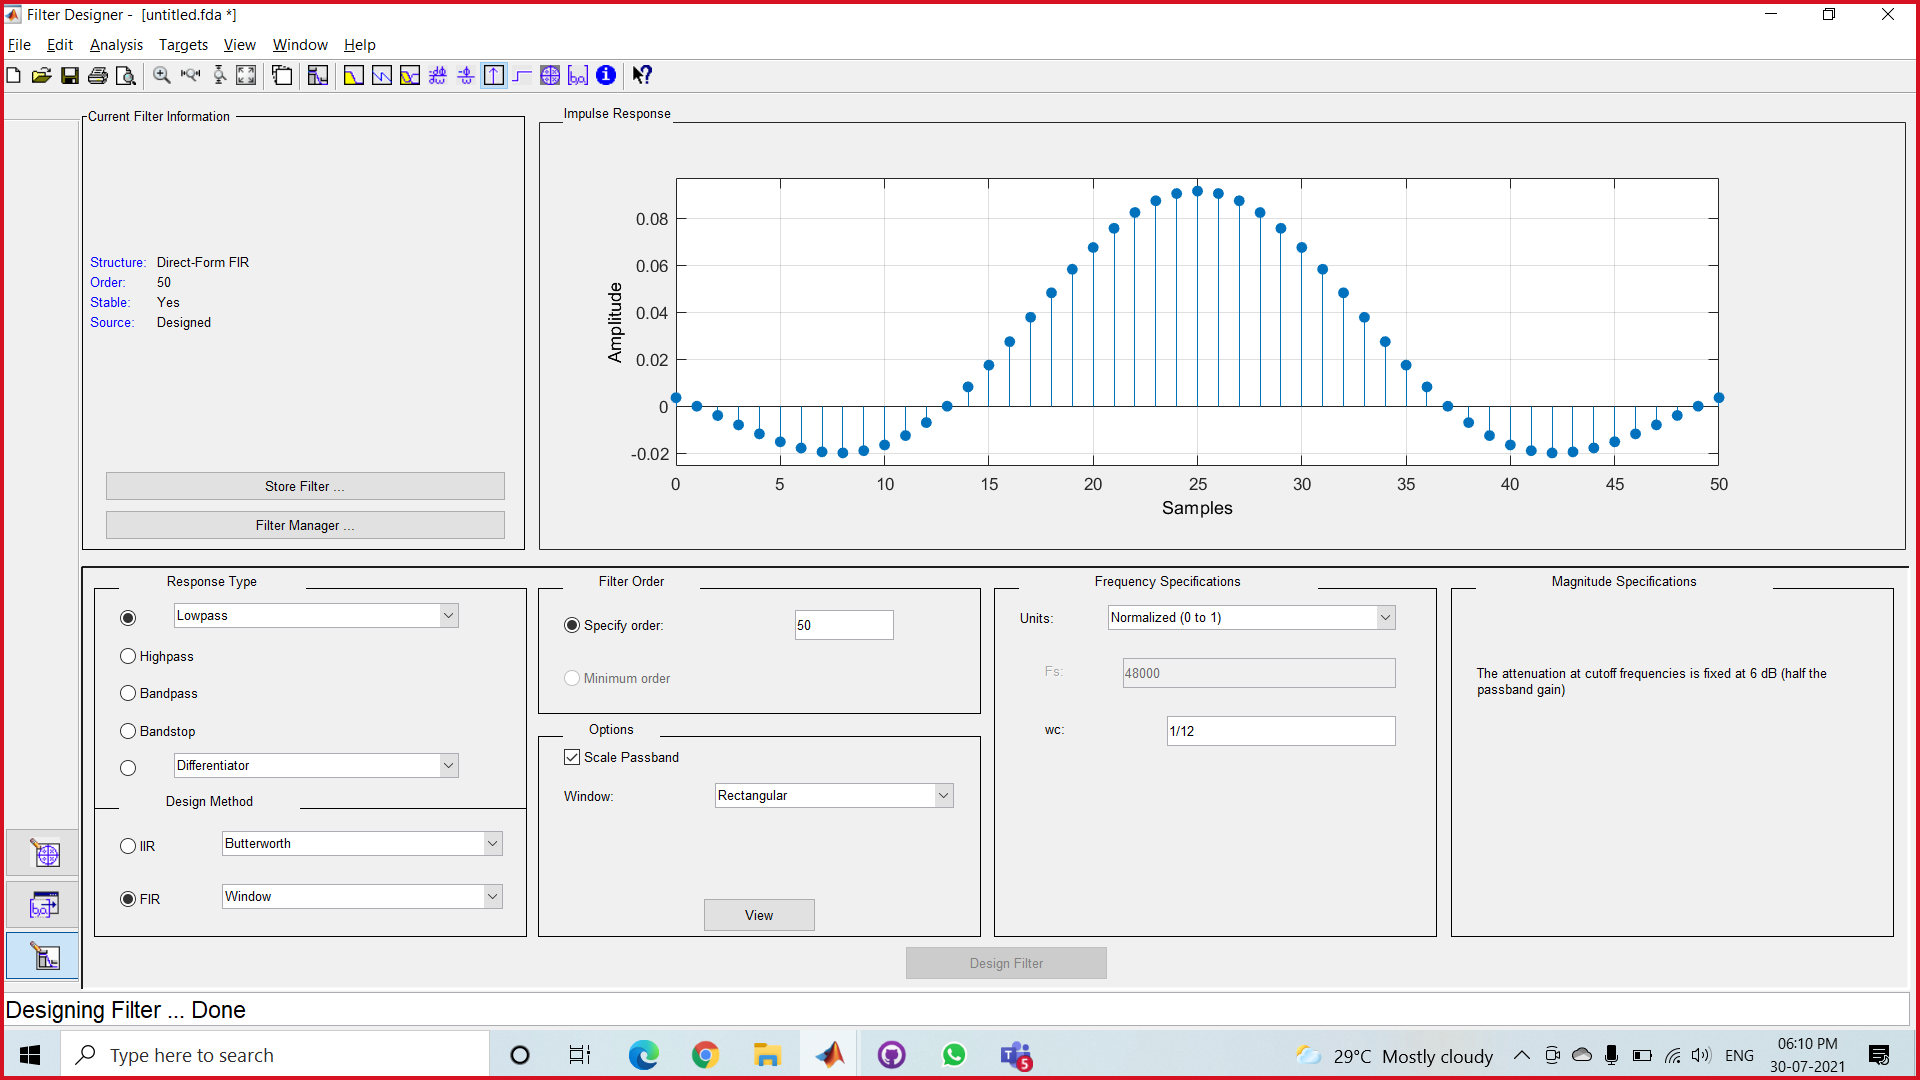 Filter Designer - [untitled.fda *]
File Edit Analysis Targets View Window Help
Current Filter Information
Structure: Direct-Form FIR
Order: 50
Stable: Yes
Source: Designed
Store Filter ...
Filter Manager ...
Impulse Response
0.08
0.06
0.04
0.02
0
-0.02
Amplitude
0 5 10 15 20 25 30 35 40 45 50
Samples
Response Type
Lowpass
Highpass
Bandpass
Bandstop
Differentiator
Design Method
IIR Butterworth
FIR Window
Filter Order
Specify order: 50
Minimum order
Options
Scale Passband
Window: Rectangular
View
Frequency Specifications
Units: Normalized (0 to 1)
Fs: 48000
wc: 1/12
Magnitude Specifications
The attenuation at cutoff frequencies is fixed at 6 dB (half the
passband gain)
Design Filter
Designing Filter ... Done
Type here to search
5
29°C Mostly cloudy
ENG
06:10 PM
30-07-2021